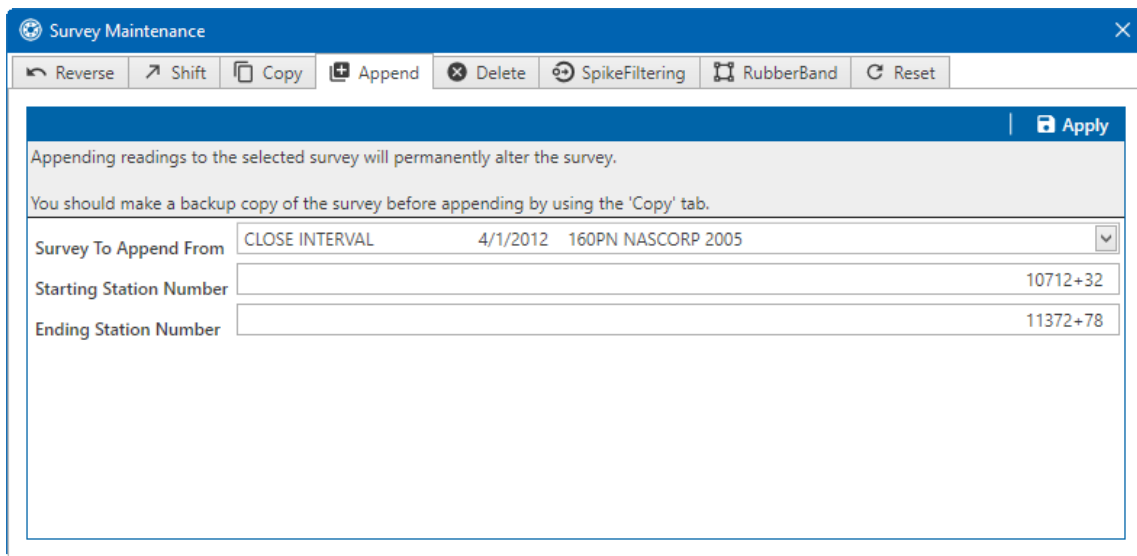 Survey Maintenance
Reverse Shift Copy Append Delete SpikeFiltering RubberBand Reset
Apply
Appending readings to the selected survey will permanently alter the survey.
You should make a backup copy of the survey before appending by using the 'Copy' tab.
Survey To Append From CLOSE INTERVAL 4/1/2012 160PN NASCORP 2005
Starting Station Number 10712+32
Ending Station Number 11372+78